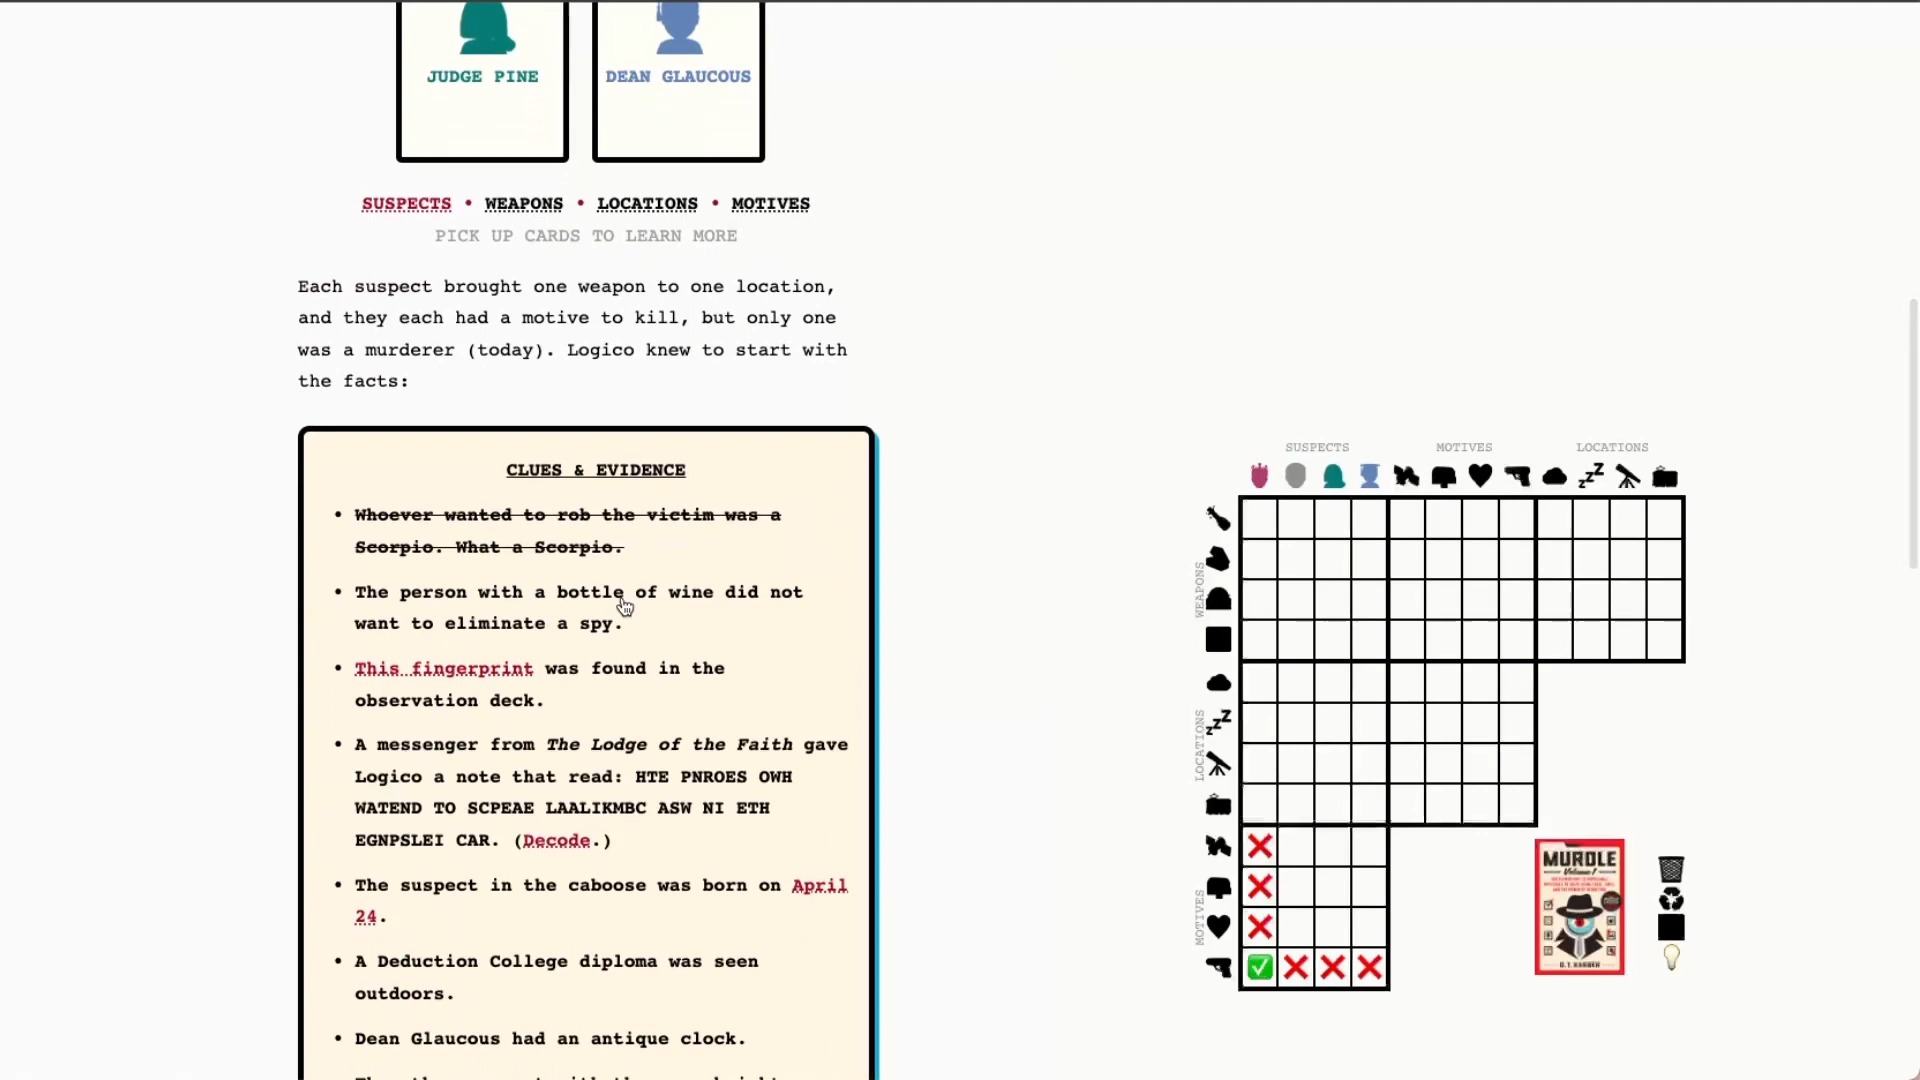 JUDGE PINE
DEAN GLAUCOUS
SUSPECTS • WEAPONS • LOCATIONS • MOTIVES
PICK UP CARDS TO LEARN MORE
Each suspect brought one weapon to one location,
and they each had a motive to kill, but only one
was a murderer (today). Logico knew to start with
the facts:
CLUES & EVIDENCE
• Whoever wanted to rob the victim was a
Scorpio. What a Scorpio.
• The person with a bottle of wine did not
want to eliminate a spy.
• This fingerprint was found in the
observation deck.
• A messenger from The Lodge of the Faith gave
Logico a note that read: HTE PNROES OWH
WATEND TO SCPEAE LAALIKMBC ASW NI ETH
EGNPSLEI CAR. (Decode.)
• The suspect in the caboose was born on April
24.
• A Deduction College diploma was seen
outdoors.
• Dean Glaucous had an antique clock.
SUSPECTS
MOTIVES
LOCATIONS
WEAPONS
LOCATIONS
MOTIVES
MURDLE
Volume 1
G.T. KARBER